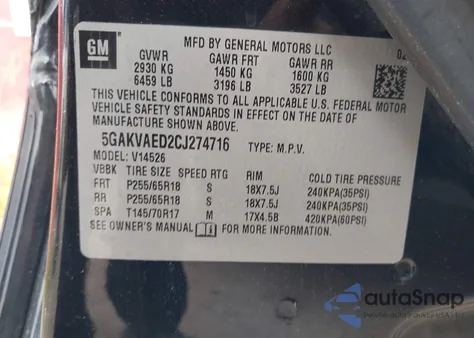 GM
MFD BY GENERAL MOTORS LLC
02
GVWR GAWR FRT GAWR RR
2930 KG 1450 KG 1600 KG
6459 LB 3196 LB 3527 LB
THIS VEHICLE CONFORMS TO ALL APPLICABLE U.S. FEDERAL MOTOR
VEHICLE SAFETY STANDARDS IN EFFECT ON THE DATE OF
MANUFACTURE SHOWN ABOVE.
5GAKVAED2CJ274716 TYPE: M.P.V.
MODEL: V14526
VBBK TIRE SIZE SPEED RTG RIM COLD TIRE PRESSURE
FRT P255/65R18 S 18X7.5J 240KPA(35PSI)
RR P255/65R18 S 18X7.5J 240KPA(35PSI)
SPA T145/70R17 M 17X4.5B 420KPA(60PSI)
SEE OWNER'S MANUAL FOR MORE INFORMATION.
autoSnap